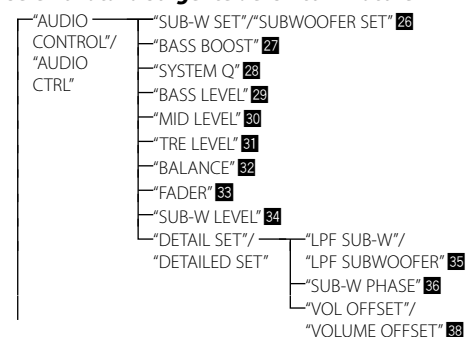 “AUDIO
CONTROL”/
“AUDIO
CTRL”
“SUB-W SET”/“SUBWOOFER SET” 26
“BASS BOOST” 27
“SYSTEM Q” 28
“BASS LEVEL” 29
“MID LEVEL” 30
“TRE LEVEL” 31
“BALANCE” 32
“FADER” 33
“SUB-W LEVEL” 34
“DETAIL SET”/
“DETAILED SET”
“LPF SUB-W”/
“LPF SUBWOOFER” 35
“SUB-W PHASE” 36
“VOL OFFSET”/
“VOLUME OFFSET” 38